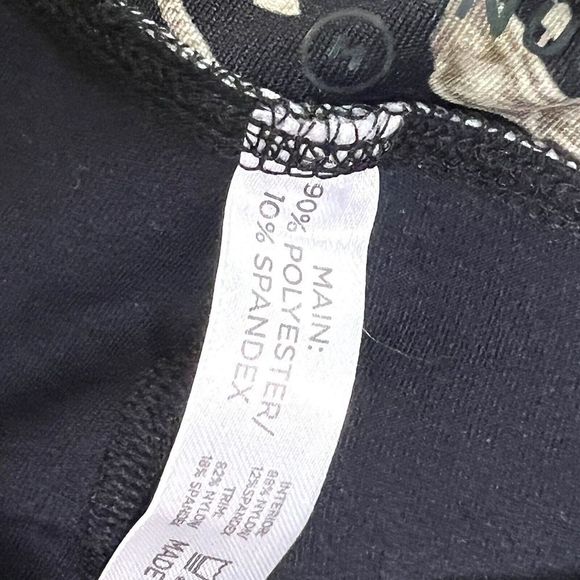 M
MAIN:
90% POLYESTER/
10% SPANDEX
INTERIOR
88% NYLON/
12%SPANDEX
TRIM:
82% NYLON
18% SPANDEX
MADE